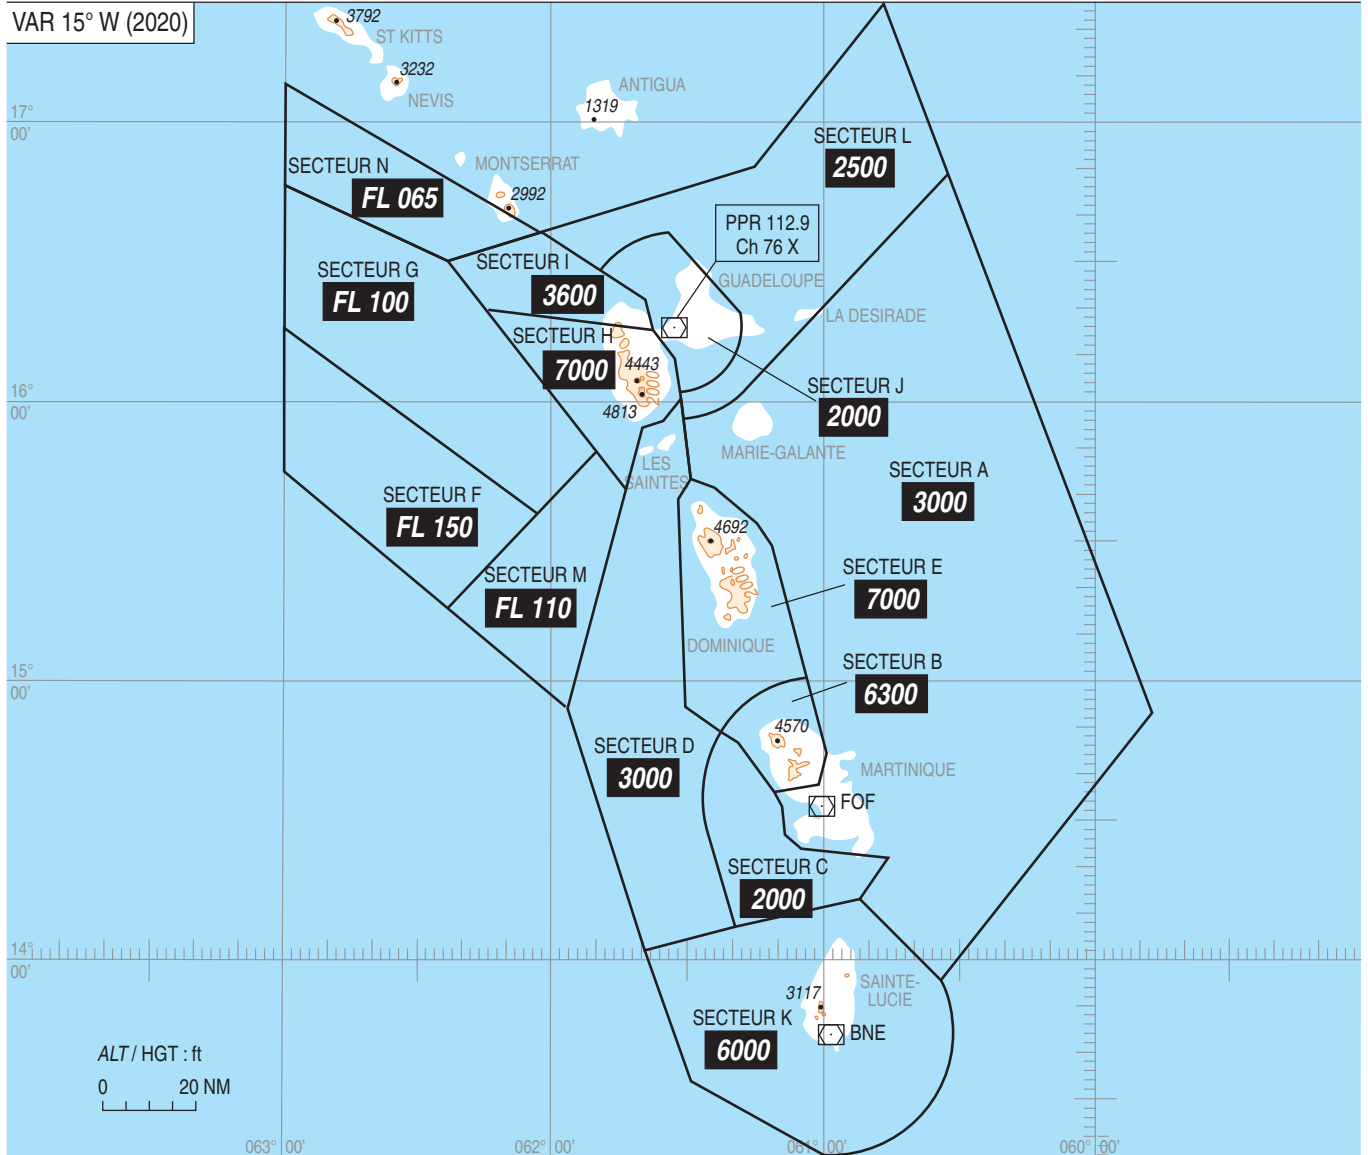 VAR 15° W (2020)
3792
ST KITTS
3232
NEVIS
ANTIGUA
1319
17°
00'
SECTEUR L
2500
SECTEUR N
FL 065
MONTSERRAT
2992
PPR 112.9
Ch 76 X
SECTEUR G
FL 100
SECTEUR I
3600
GUADELOUPE
LA DESIRADE
SECTEUR H
7000
4443
2000
4813
SECTEUR J
2000
16°
00'
MARIE-GALANTE
LES
SAINTES
SECTEUR A
3000
SECTEUR F
FL 150
4692
2000
SECTEUR M
FL 110
SECTEUR E
7000
DOMINIQUE
15°
00'
SECTEUR B
6300
4570
SECTEUR D
3000
MARTINIQUE
FOF
SECTEUR C
2000
14°
00'
SAINTE-
LUCIE
3117
SECTEUR K
6000
BNE
ALT / HGT : ft
0 20 NM
063° 00'
062° 00'
061° 00'
060° 00'